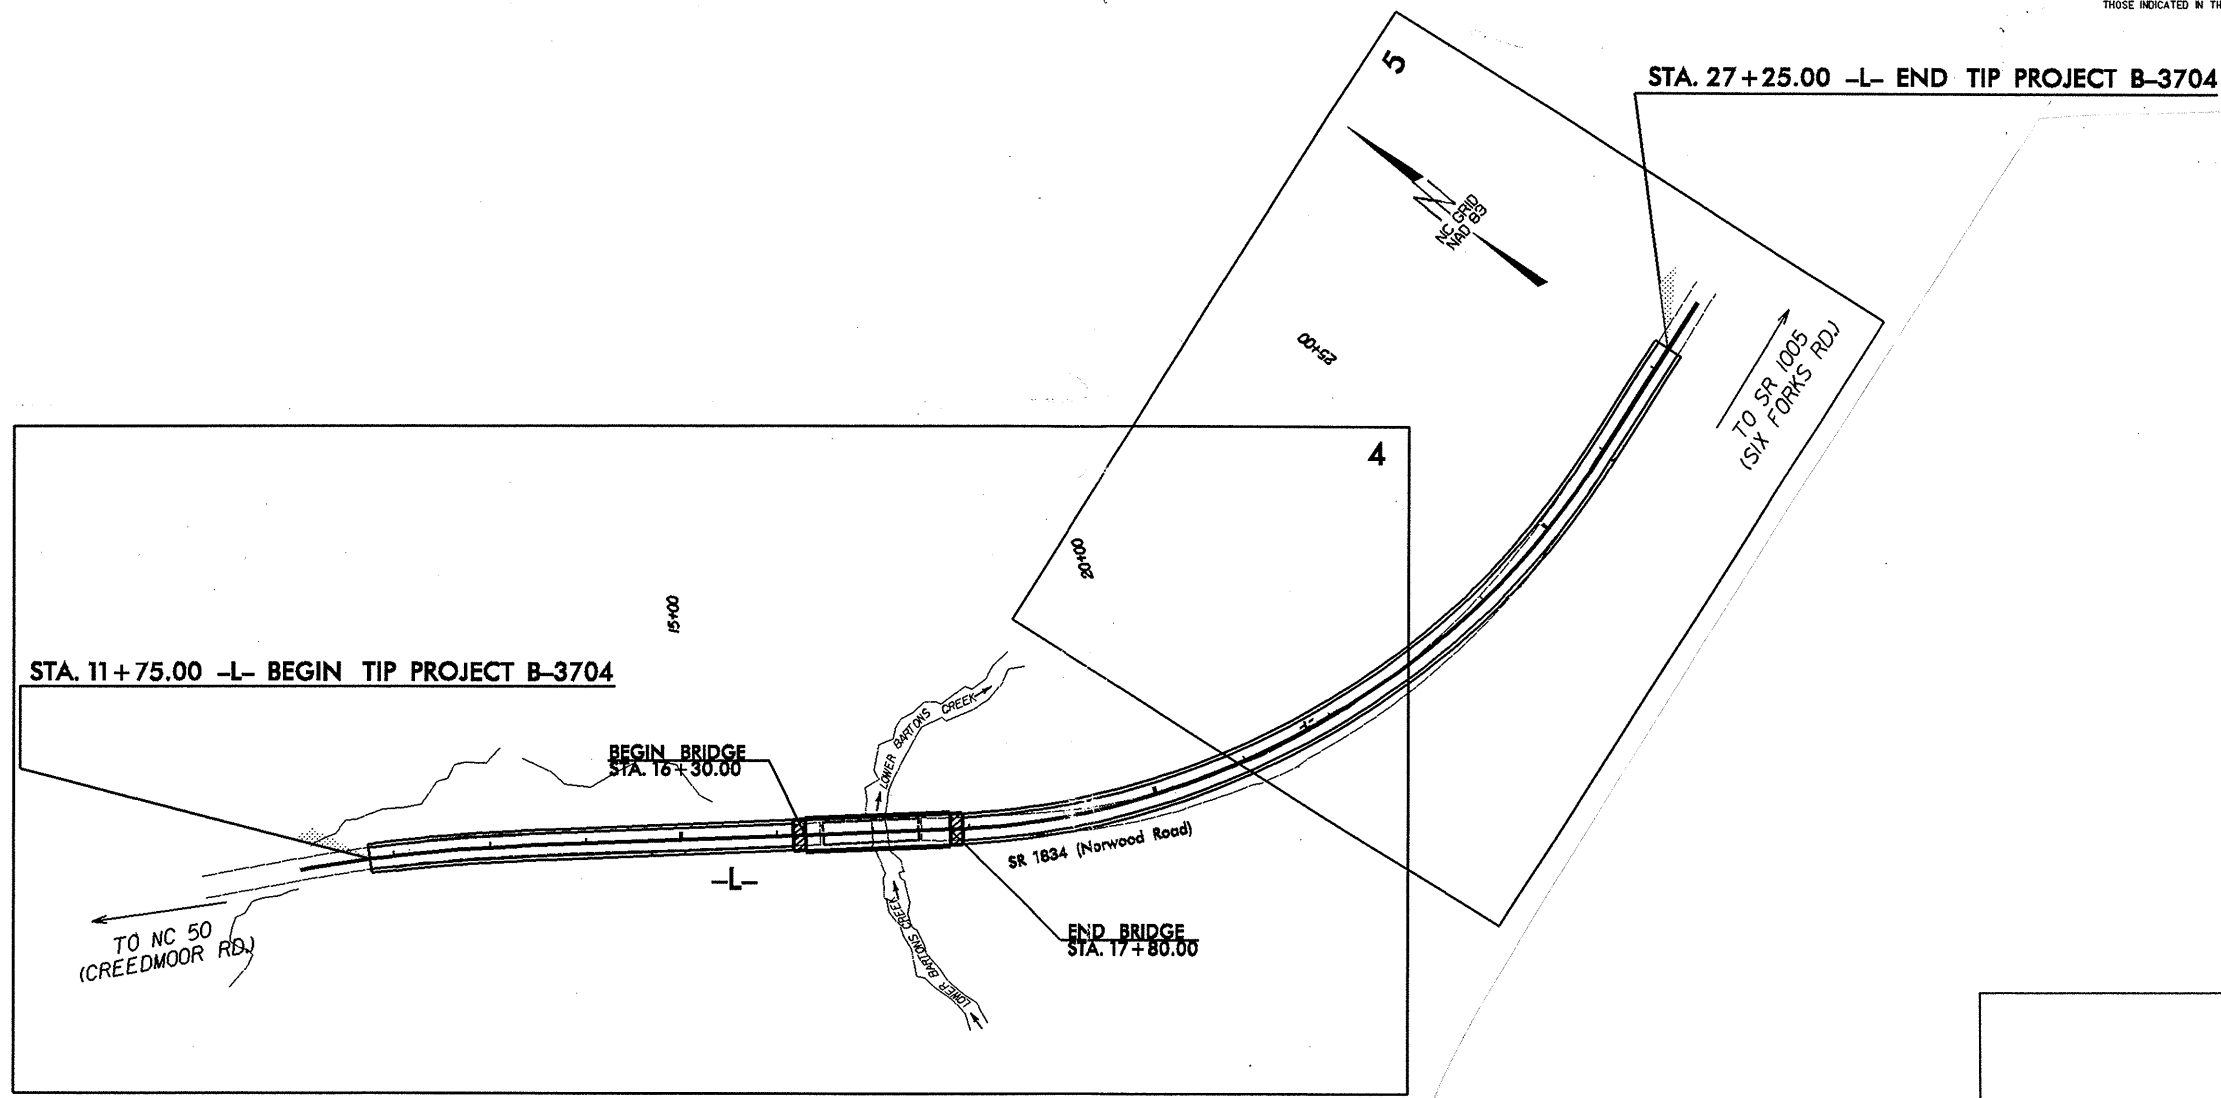 THOSE INDICATED IN TH
5
STA. 27+25.00 -L- END TIP PROJECT B-3704
N
NC GRID
NAD 83
25+00
TO SR 1005
(SIX FORKS RD.)
4
20+00
15+00
STA. 11+75.00 -L- BEGIN TIP PROJECT B-3704
LOWER BARTONS CREEK
BEGIN BRIDGE
STA. 16+30.00
-L-
SR 1834 (Norwood Road)
-L-
TO NC 50
(CREEDMOOR RD.)
END BRIDGE
STA. 17+80.00
LOWER BARTONS CREEK